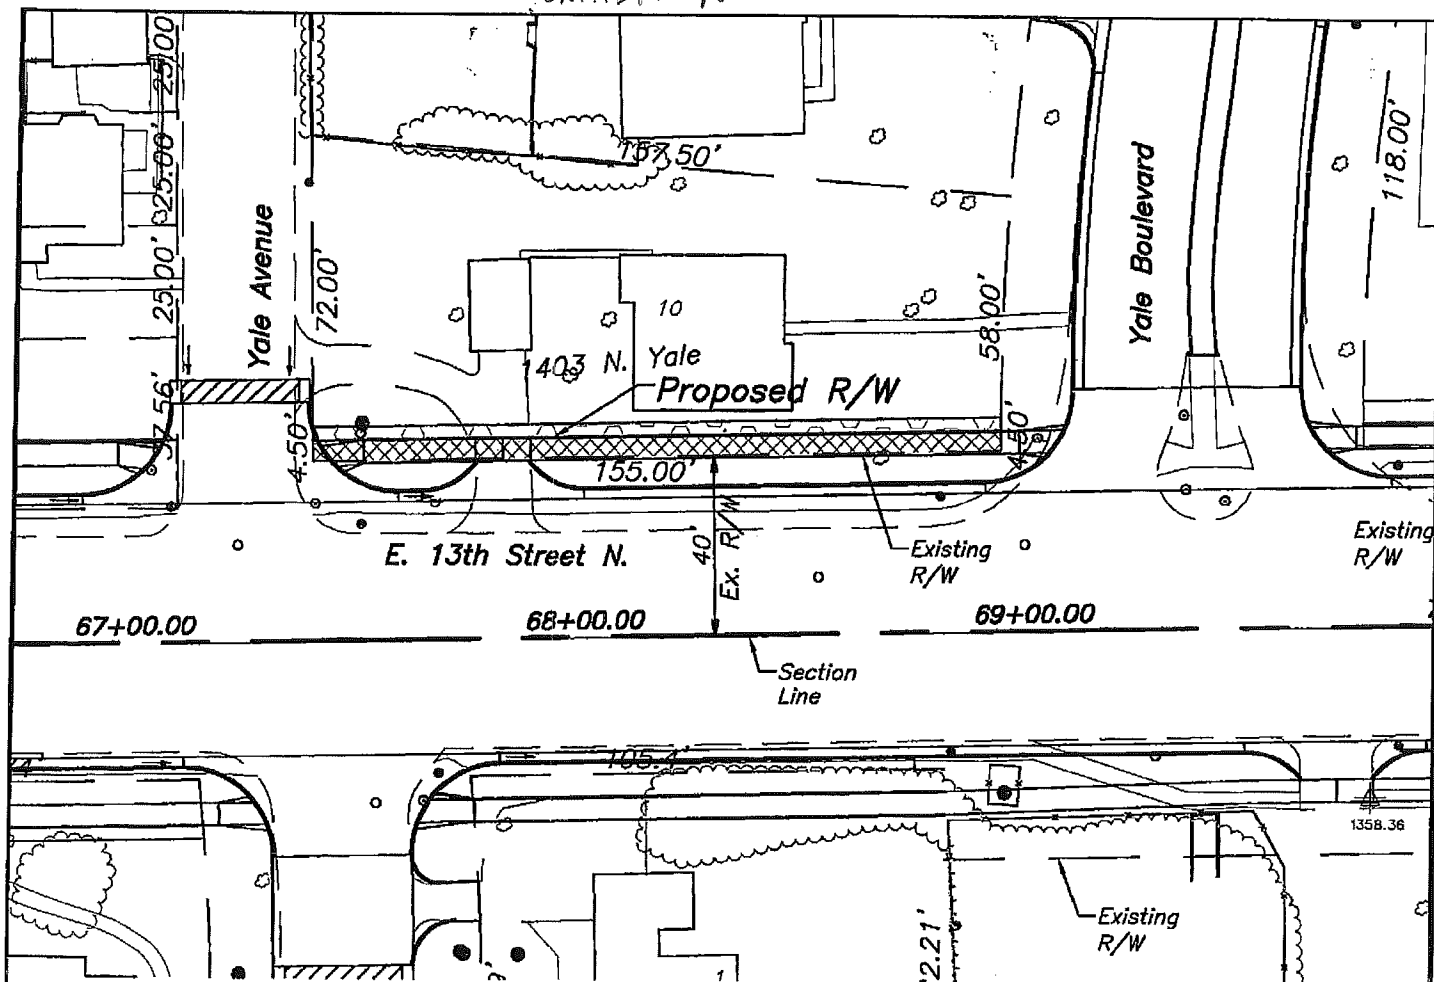 25.00
25.00'
25.00'
37.56'
Yale Avenue
72.00'
157.50'
118.00'
Yale Boulevard
58.00'
10
1403 N. Yale
Proposed R/W
4.50'
4.50'
155.00'
40'
Ex. R/W
Existing
R/W
Existing
R/W
E. 13th Street N.
67+00.00
68+00.00
69+00.00
Section
Line
105.4'
1358.36
Existing
R/W
2.21'
1